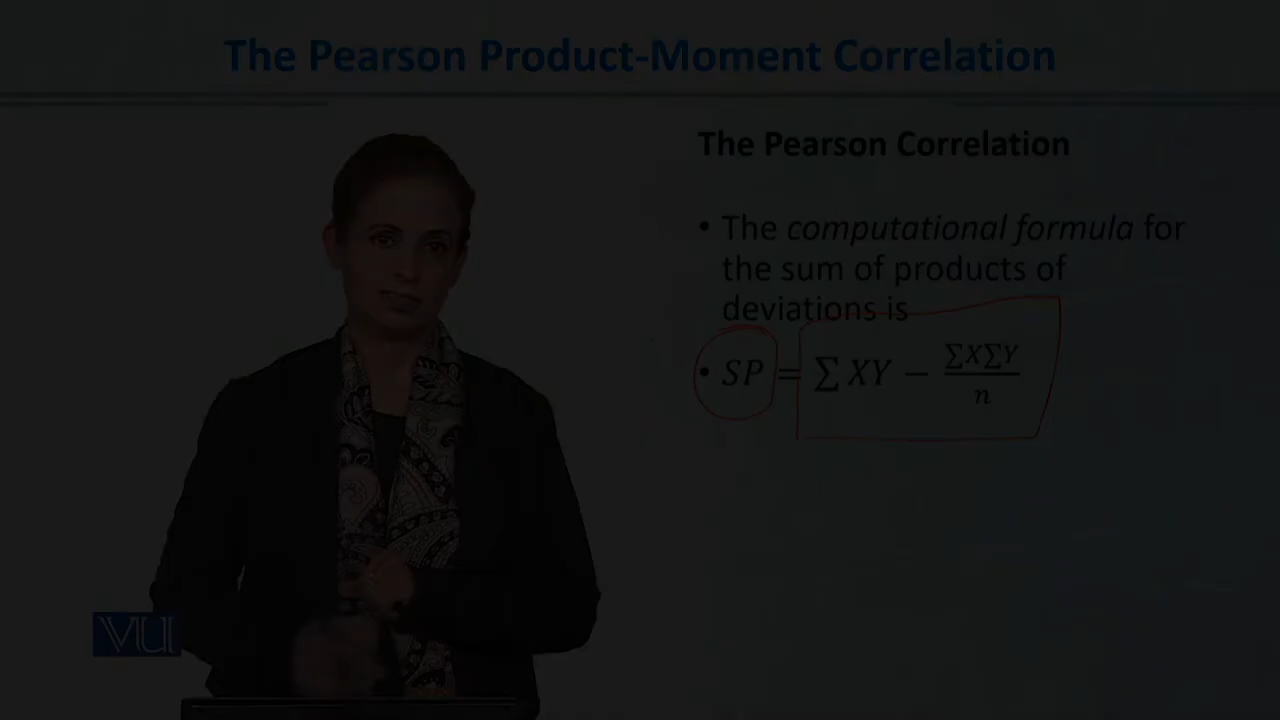 The Pearson Product-Moment Correlation
The Pearson Correlation
• The computational formula for
the sum of products of
deviations is
• SP = ∑ XY − ∑X∑Y / n
VU